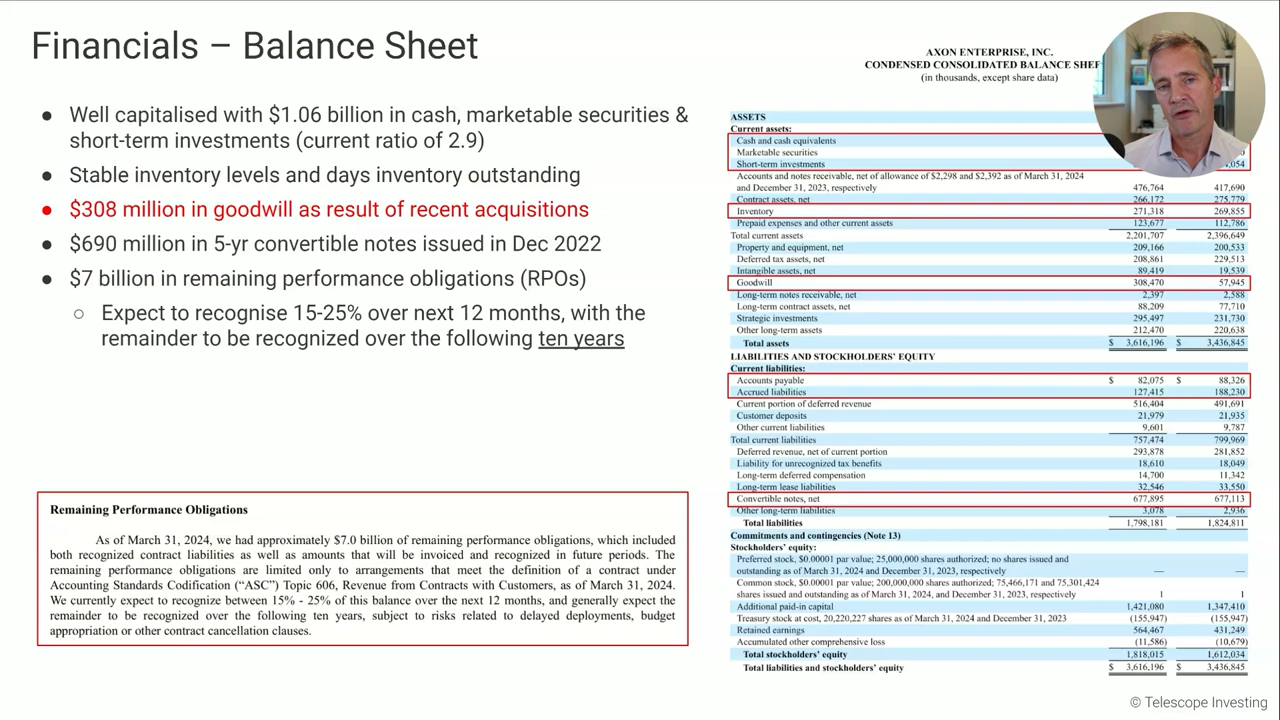 Financials – Balance Sheet
● Well capitalised with $1.06 billion in cash, marketable securities &
short-term investments (current ratio of 2.9)
● Stable inventory levels and days inventory outstanding
● $308 million in goodwill as result of recent acquisitions
● $690 million in 5-yr convertible notes issued in Dec 2022
● $7 billion in remaining performance obligations (RPOs)
○ Expect to recognise 15-25% over next 12 months, with the
remainder to be recognized over the following ten years
Remaining Performance Obligations
As of March 31, 2024, we had approximately $7.0 billion of remaining performance obligations, which included
both recognized contract liabilities as well as amounts that will be invoiced and recognized in future periods. The
remaining performance obligations are limited only to arrangements that meet the definition of a contract under
Accounting Standards Codification ("ASC") Topic 606, Revenue from Contracts with Customers, as of March 31, 2024.
We currently expect to recognize between 15% - 25% of this balance over the next 12 months, and generally expect the
remainder to be recognized over the following ten years, subject to risks related to delayed deployments, budget
appropriation or other contract cancellation clauses.
AXON ENTERPRISE, INC.
CONDENSED CONSOLIDATED BALANCE
(in thousands, except share data)
ASSETS
Current assets:
Cash and cash equivalents
Marketable securities
Short-term investments
Accounts and notes receivable, net of allowance of $2,298 and $2,392 as of March 31, 2024
and December 31, 2023, respectively 476,764 417,690
Contract assets, net 266,172 275,779
Inventory 271,318 269,855
Prepaid expenses and other current assets 123,677 112,786
Total current assets 2,201,707 2,396,649
Property and equipment, net 209,166 200,533
Deferred tax assets, net 208,861 229,513
Intangible assets, net 89,419 19,539
Goodwill 308,470 57,945
Long-term notes receivable, net 2,397 2,588
Long-term contract assets, net 88,209 77,710
Strategic investments 295,497 231,730
Other long-term assets 212,470 220,638
Total assets $ 3,616,196 $ 3,436,845
LIABILITIES AND STOCKHOLDERS' EQUITY
Current liabilities:
Accounts payable $ 82,075 $ 88,326
Accrued liabilities 127,415 188,230
Current portion of deferred revenue 516,404 491,691
Customer deposits 21,979 21,935
Other current liabilities 9,601 9,787
Total current liabilities 757,474 799,969
Deferred revenue, net of current portion 293,878 281,852
Liability for unrecognized tax benefits 18,610 18,049
Long-term deferred compensation 14,700 11,342
Long-term lease liabilities 32,546 33,550
Convertible notes, net 677,895 677,113
Other long-term liabilities 3,078 2,936
Total liabilities 1,798,181 1,824,811
Commitments and contingencies (Note 13)
Stockholders' equity:
Preferred stock, $0.00001 par value; 25,000,000 shares authorized; no shares issued and
outstanding as of March 31, 2024 and December 31, 2023, respectively — —
Common stock, $0.00001 par value; 200,000,000 shares authorized; 75,466,171 and 75,301,424
shares issued and outstanding as of March 31, 2024, and December 31, 2023, respectively 1 1
Additional paid-in capital 1,421,080 1,347,410
Treasury stock at cost, 20,220,227 shares as of March 31, 2024 and December 31, 2023 (155,947) (155,947)
Retained earnings 564,467 431,249
Accumulated other comprehensive loss (11,586) (10,679)
Total stockholders' equity 1,818,015 1,612,034
Total liabilities and stockholders' equity $ 3,616,196 $ 3,436,845
© Telescope Investing